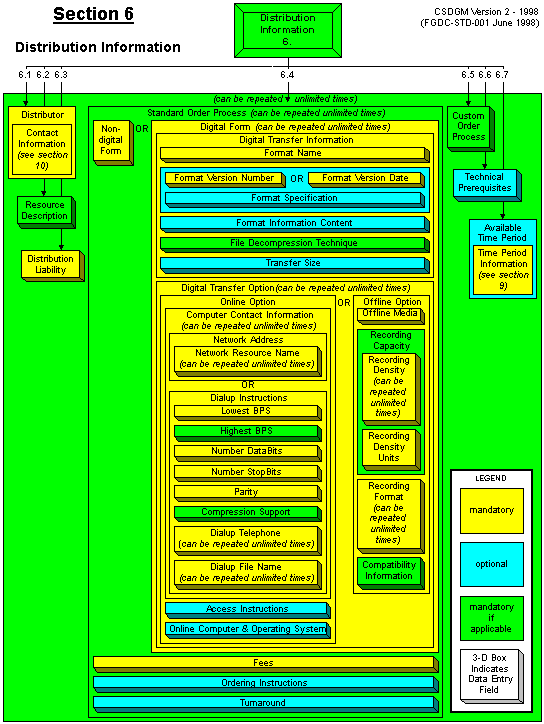 Section 6
Distribution Information
Distribution
Information
6.
CSDGM Version 2 - 1998
(FGDC-STD-001 June 1998)
6.1
6.2
6.3
6.4
6.5
6.6
6.7
(can be repeated unlimited times)
Distributor
Contact
Information
(see section
10)
Resource
Description
Distribution
Liability
Standard Order Process (can be repeated unlimited times)
Non-
digital
Form
OR
Digital Form (can be repeated unlimited times)
Digital Transfer Information
Format Name
Format Version Number
OR
Format Version Date
Format Specification
Format Information Content
File Decompression Technique
Transfer Size
Digital Transfer Option(can be repeated unlimited times)
Online Option
Computer Contact Information
(can be repeated unlimited times)
Network Address
Network Resource Name
(can be repeated unlimited times)
OR
Dialup Instructions
Lowest BPS
Highest BPS
Number DataBits
Number StopBits
Parity
Compression Support
Dialup Telephone
(can be repeated unlimited times)
Dialup File Name
(can be repeated unlimited times)
Access Instructions
Online Computer & Operating System
OR
Offline Option
Offline Media
Recording
Capacity
Recording
Density
(can be
repeated
unlimited
times)
Recording
Density
Units
Recording
Format
(can be
repeated
unlimited
times)
Compatibility
Information
Fees
Ordering Instructions
Turnaround
Custom
Order
Process
Technical
Prerequisites
Available
Time Period
Time Period
Information
(see section
9)
LEGEND
mandatory
optional
mandatory
if
applicable
3-D Box
Indicates
Data Entry
Field